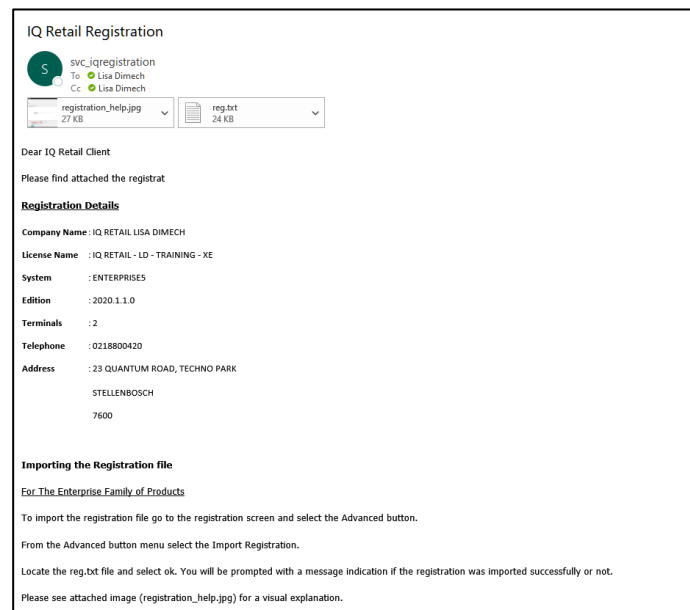 IQ Retail Registration
S
svc_iqregistration
To Lisa Dimech
Cc Lisa Dimech
registration_help.jpg
27 KB
reg.txt
24 KB
Dear IQ Retail Client
Please find attached the registrat
Registration Details
Company Name : IQ RETAIL LISA DIMECH
License Name : IQ RETAIL - LD - TRAINING - XE
System : ENTERPRISE5
Edition : 2020.1.1.0
Terminals : 2
Telephone : 0218800420
Address : 23 QUANTUM ROAD, TECHNO PARK
STELLENBOSCH
7600
Importing the Registration file
For The Enterprise Family of Products
To import the registration file go to the registration screen and select the Advanced button.
From the Advanced button menu select the Import Registration.
Locate the reg.txt file and select ok. You will be prompted with a message indication if the registration was imported successfully or not.
Please see attached image (registration_help.jpg) for a visual explanation.